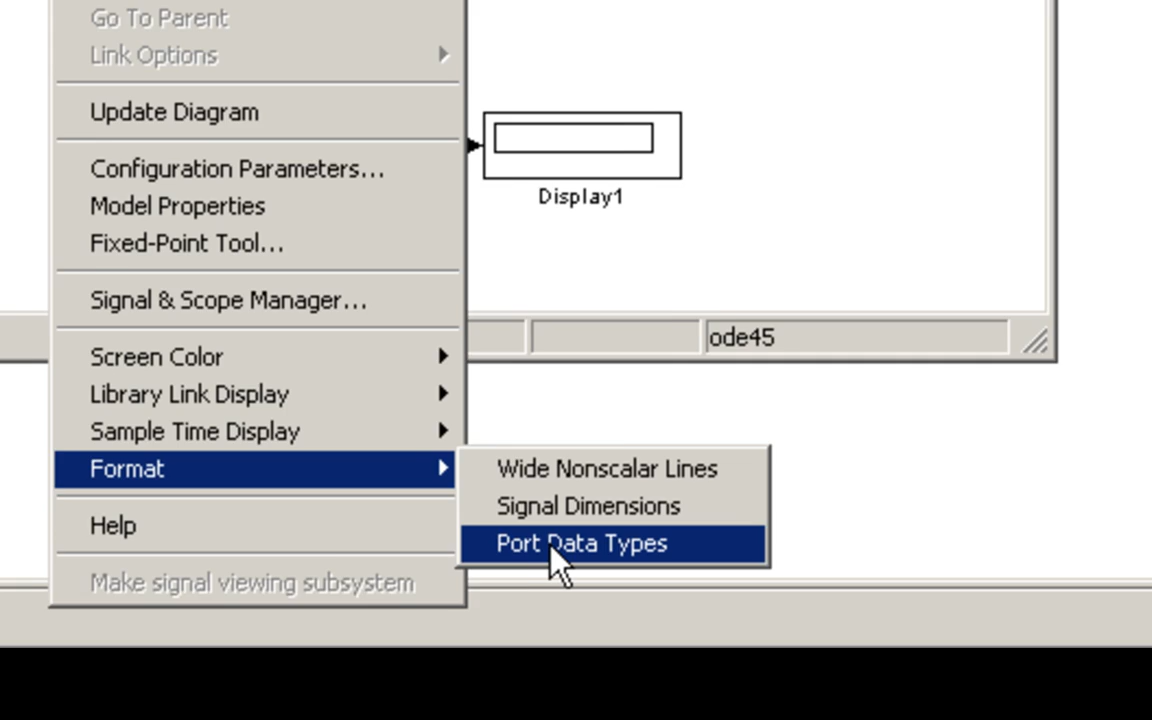 Go To Parent
Link Options
Update Diagram
Configuration Parameters...
Model Properties
Fixed-Point Tool...
Signal & Scope Manager...
Screen Color
Library Link Display
Sample Time Display
Format
Help
Make signal viewing subsystem
Display1
ode45
Wide Nonscalar Lines
Signal Dimensions
Port Data Types